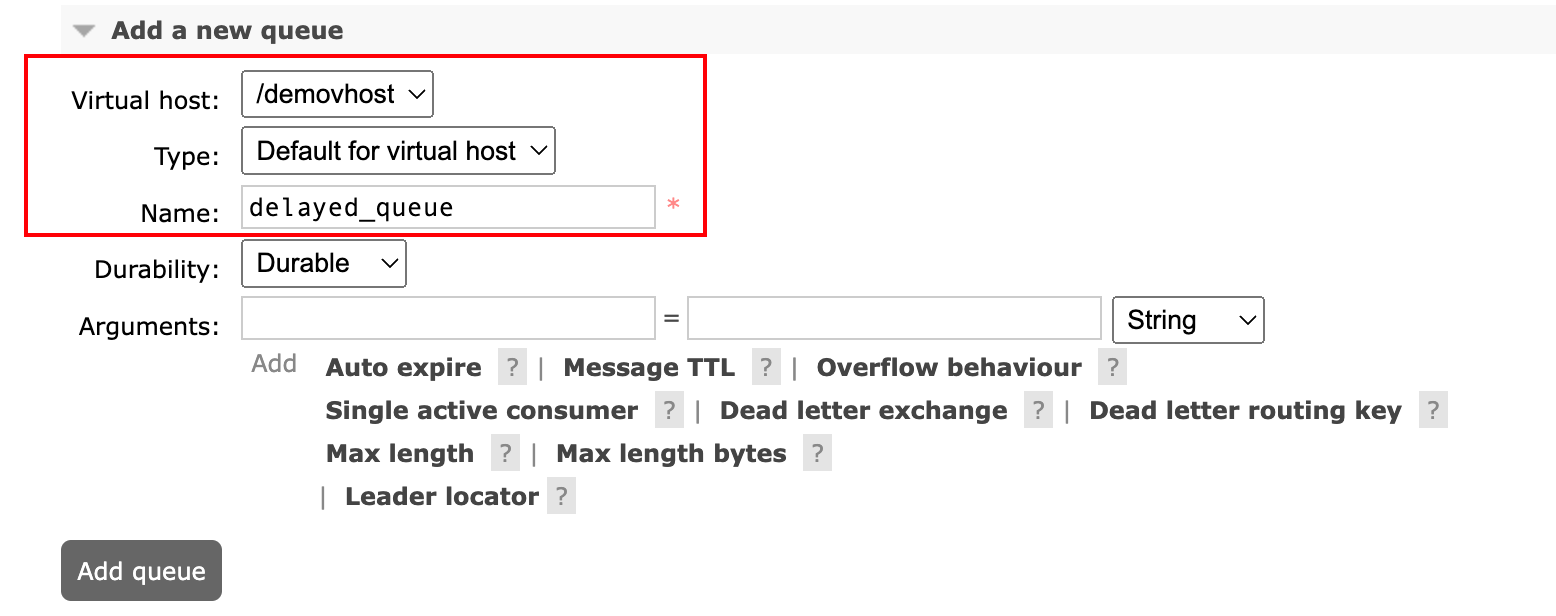 Add a new queue
Virtual host: /demovhost
Type: Default for virtual host
Name: delayed_queue *
Durability: Durable
Arguments: = String
Add Auto expire ? | Message TTL ? | Overflow behaviour ?
Single active consumer ? | Dead letter exchange ? | Dead letter routing key ?
Max length ? | Max length bytes ?
| Leader locator ?
Add queue